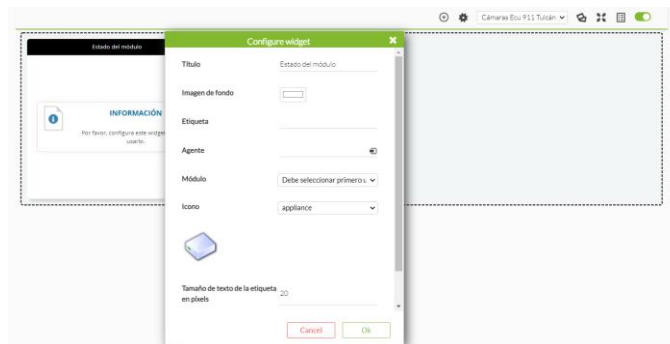 Cámaras Ecu 911 Tulcán
Estado del módulo
INFORMACIÓN
Por favor, configura este widget
usarlo.
Configure widget
Título
Estado del módulo
Imagen de fondo
Etiqueta
Agente
Módulo
Debe seleccionar primero u
Icono
appliance
Tamaño de texto de la etiqueta
en píxels
20
Cancel
Ok